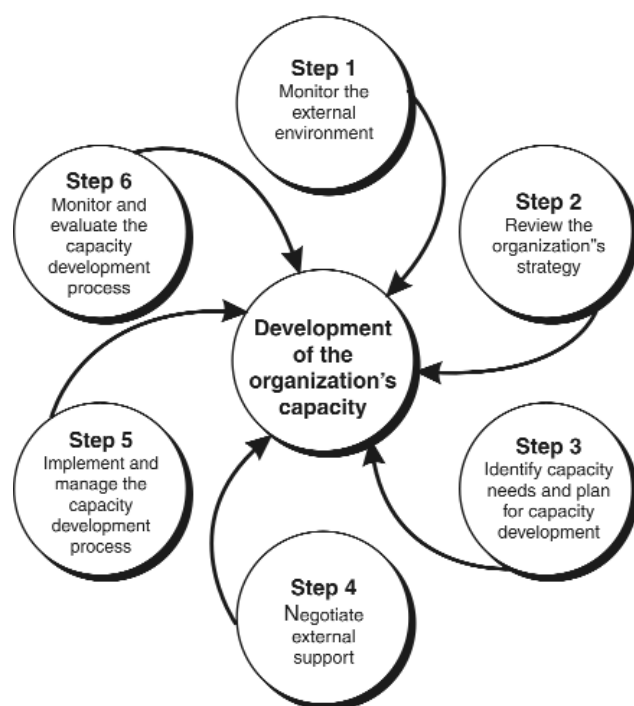 Step 1
Monitor the
external
environment
Step 2
Review the
organization"s
strategy
Step 3
Identify capacity
needs and plan
for capacity
development
Step 4
Negotiate
external
support
Step 5
Implement and
manage the
capacity
development
process
Step 6
Monitor and
evaluate the
capacity
development
process
Development
of the
organization's
capacity